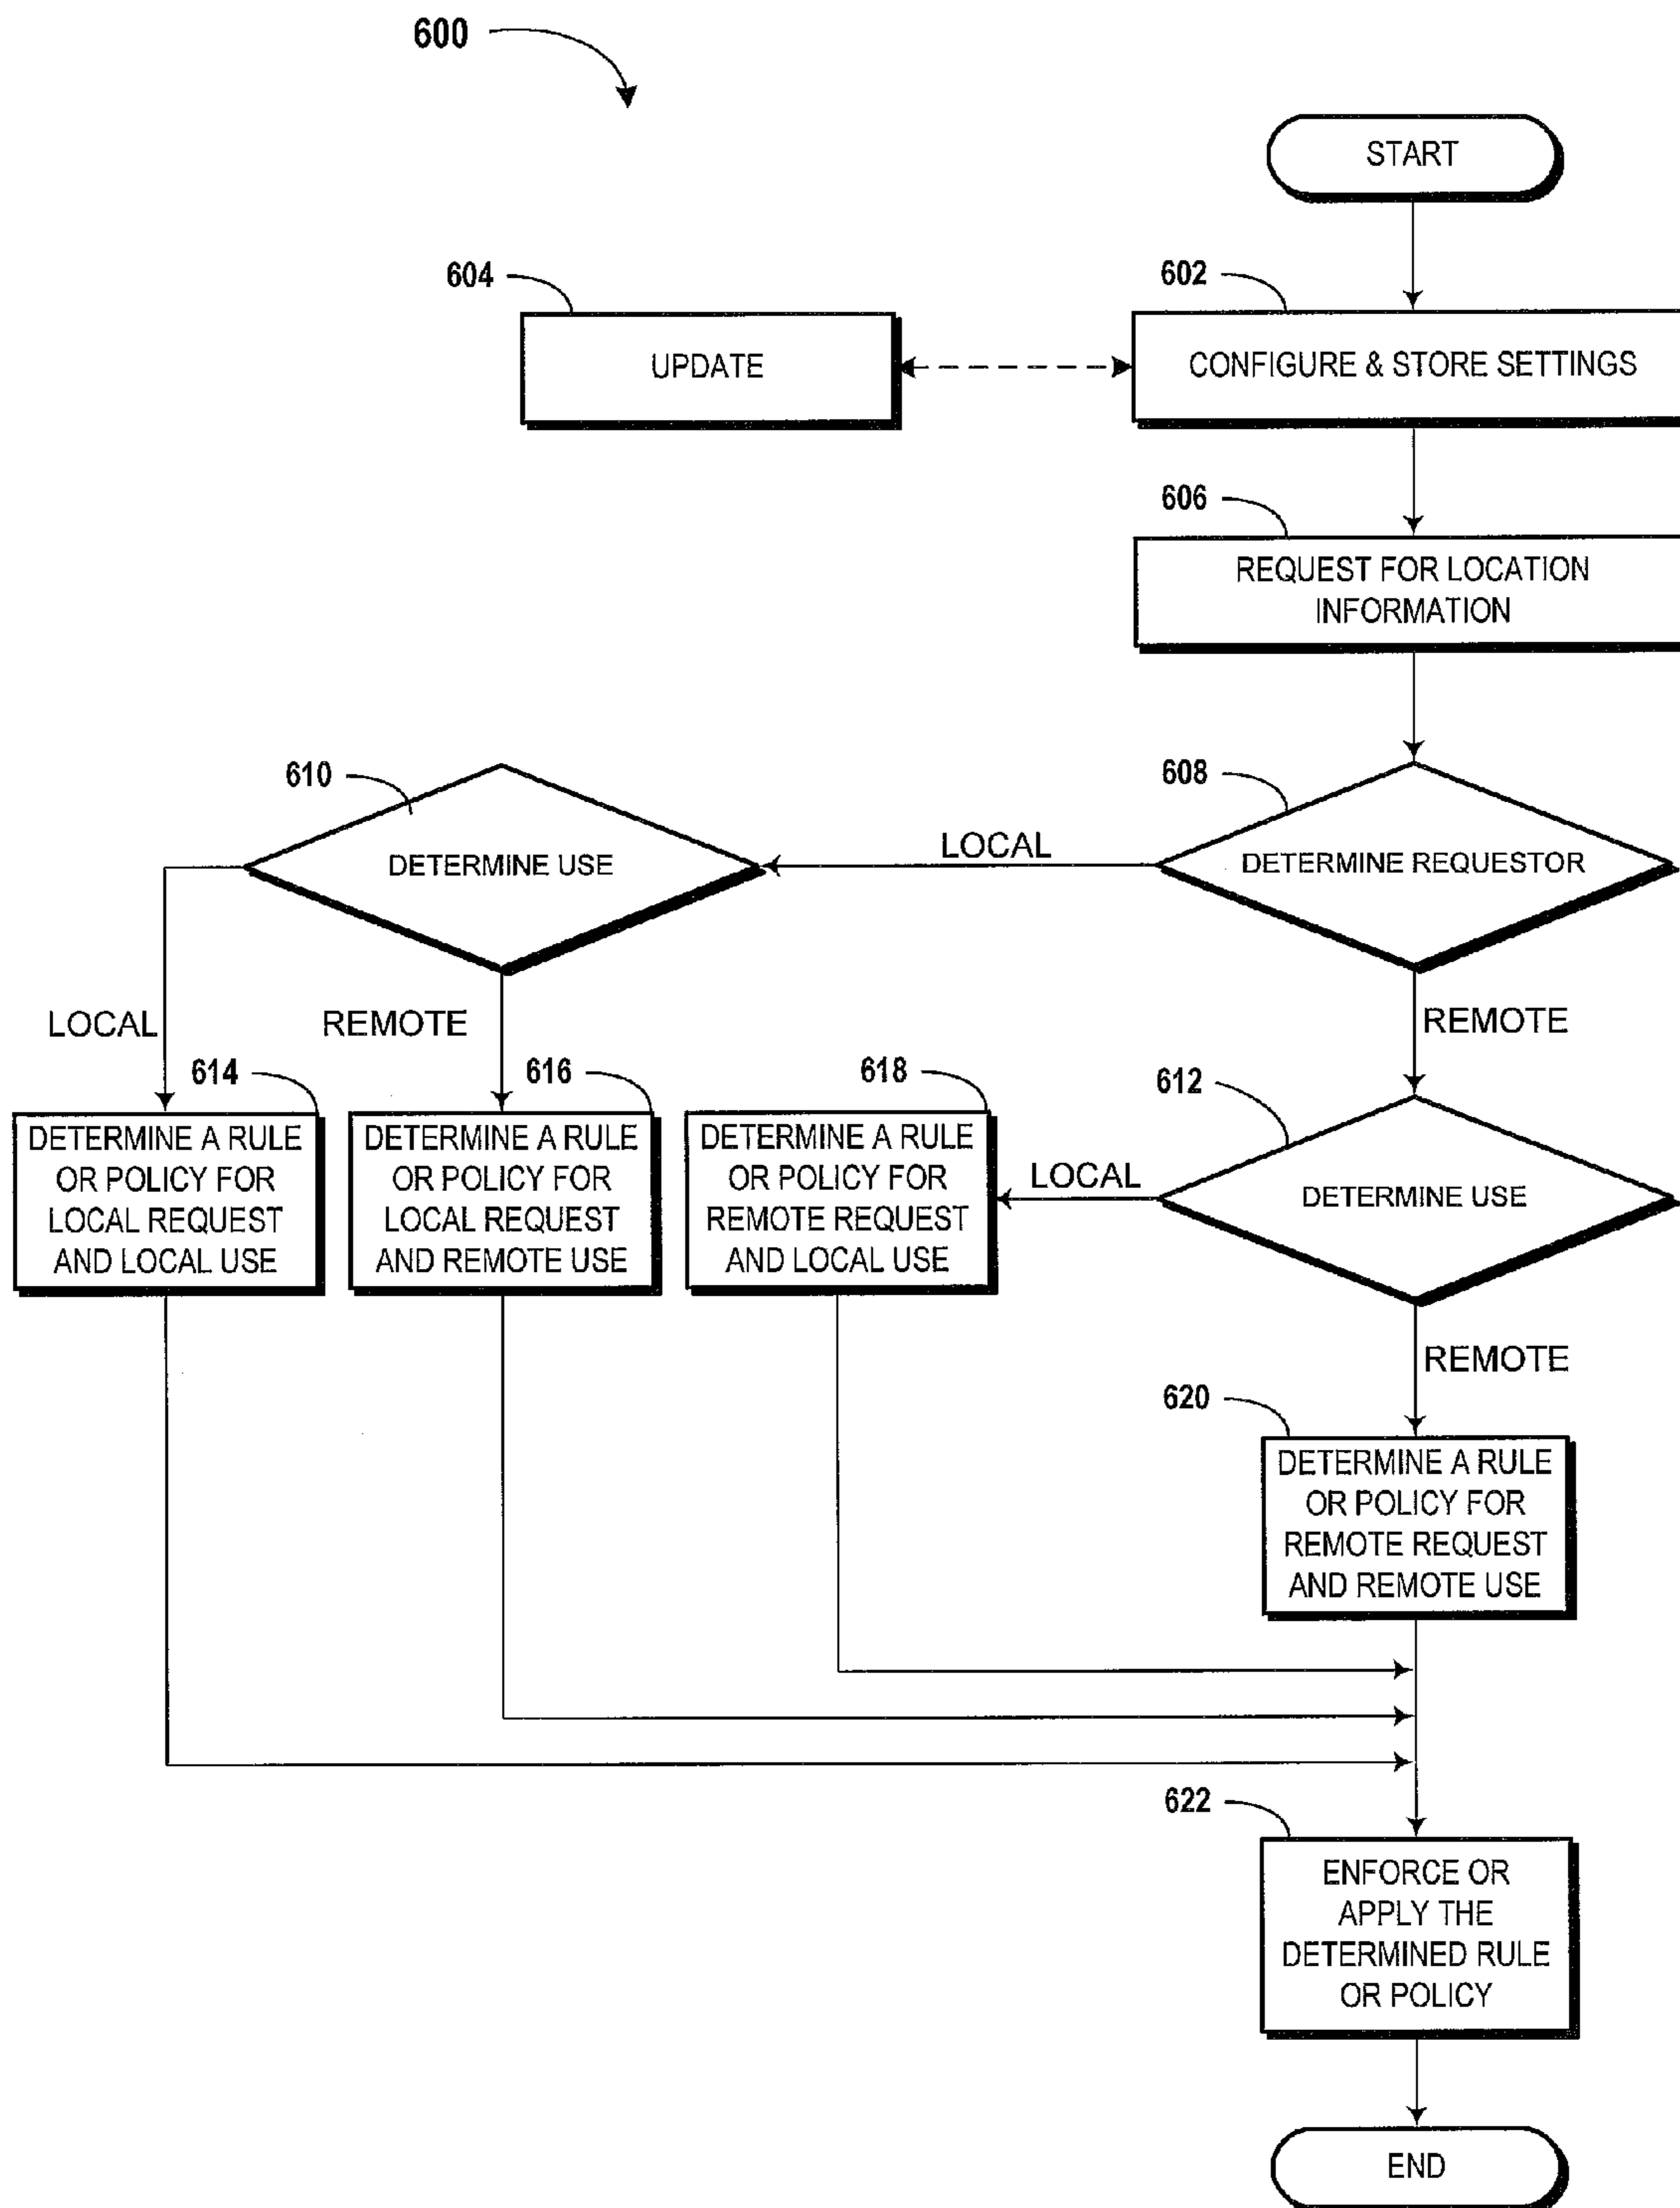 600
START
604
602
UPDATE
CONFIGURE & STORE SETTINGS
606
REQUEST FOR LOCATION
INFORMATION
610
608
DETERMINE USE
LOCAL
DETERMINE REQUESTOR
LOCAL
REMOTE
REMOTE
614
616
618
612
DETERMINE A RULE
OR POLICY FOR
LOCAL REQUEST
AND LOCAL USE
DETERMINE A RULE
OR POLICY FOR
LOCAL REQUEST
AND REMOTE USE
DETERMINE A RULE
OR POLICY FOR
REMOTE REQUEST
AND LOCAL USE
LOCAL
DETERMINE USE
REMOTE
620
DETERMINE A RULE
OR POLICY FOR
REMOTE REQUEST
AND REMOTE USE
622
ENFORCE OR
APPLY THE
DETERMINED RULE
OR POLICY
END